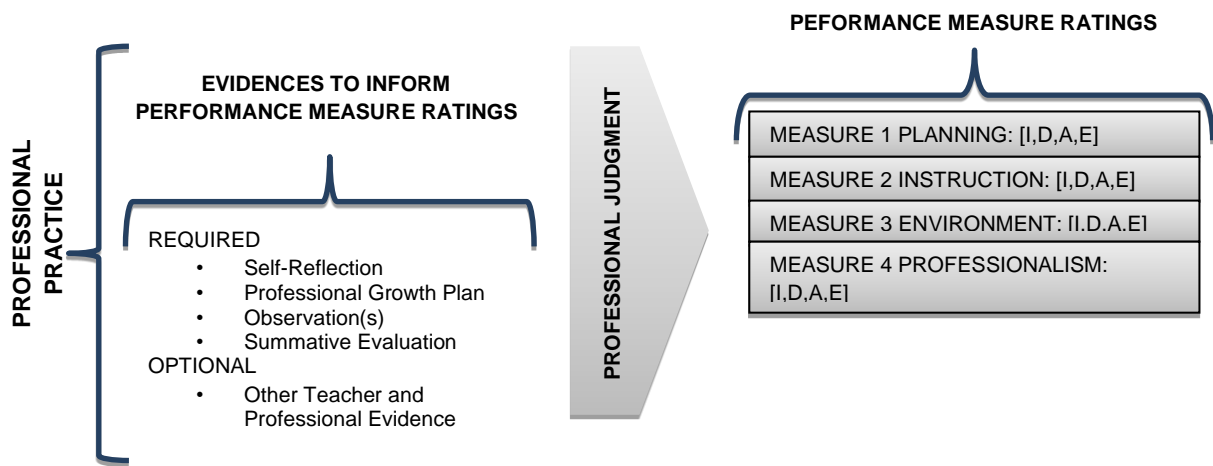 PROFESSIONAL
PRACTICE
EVIDENCES TO INFORM
PERFORMANCE MEASURE RATINGS
REQUIRED
• Self-Reflection
• Professional Growth Plan
• Observation(s)
• Summative Evaluation
OPTIONAL
• Other Teacher and
Professional Evidence
PROFESSIONAL JUDGMENT
PEFORMANCE MEASURE RATINGS
MEASURE 1 PLANNING: [I,D,A,E]
MEASURE 2 INSTRUCTION: [I,D,A,E]
MEASURE 3 ENVIRONMENT: [I.D.A.E]
MEASURE 4 PROFESSIONALISM:
[I,D,A,E]